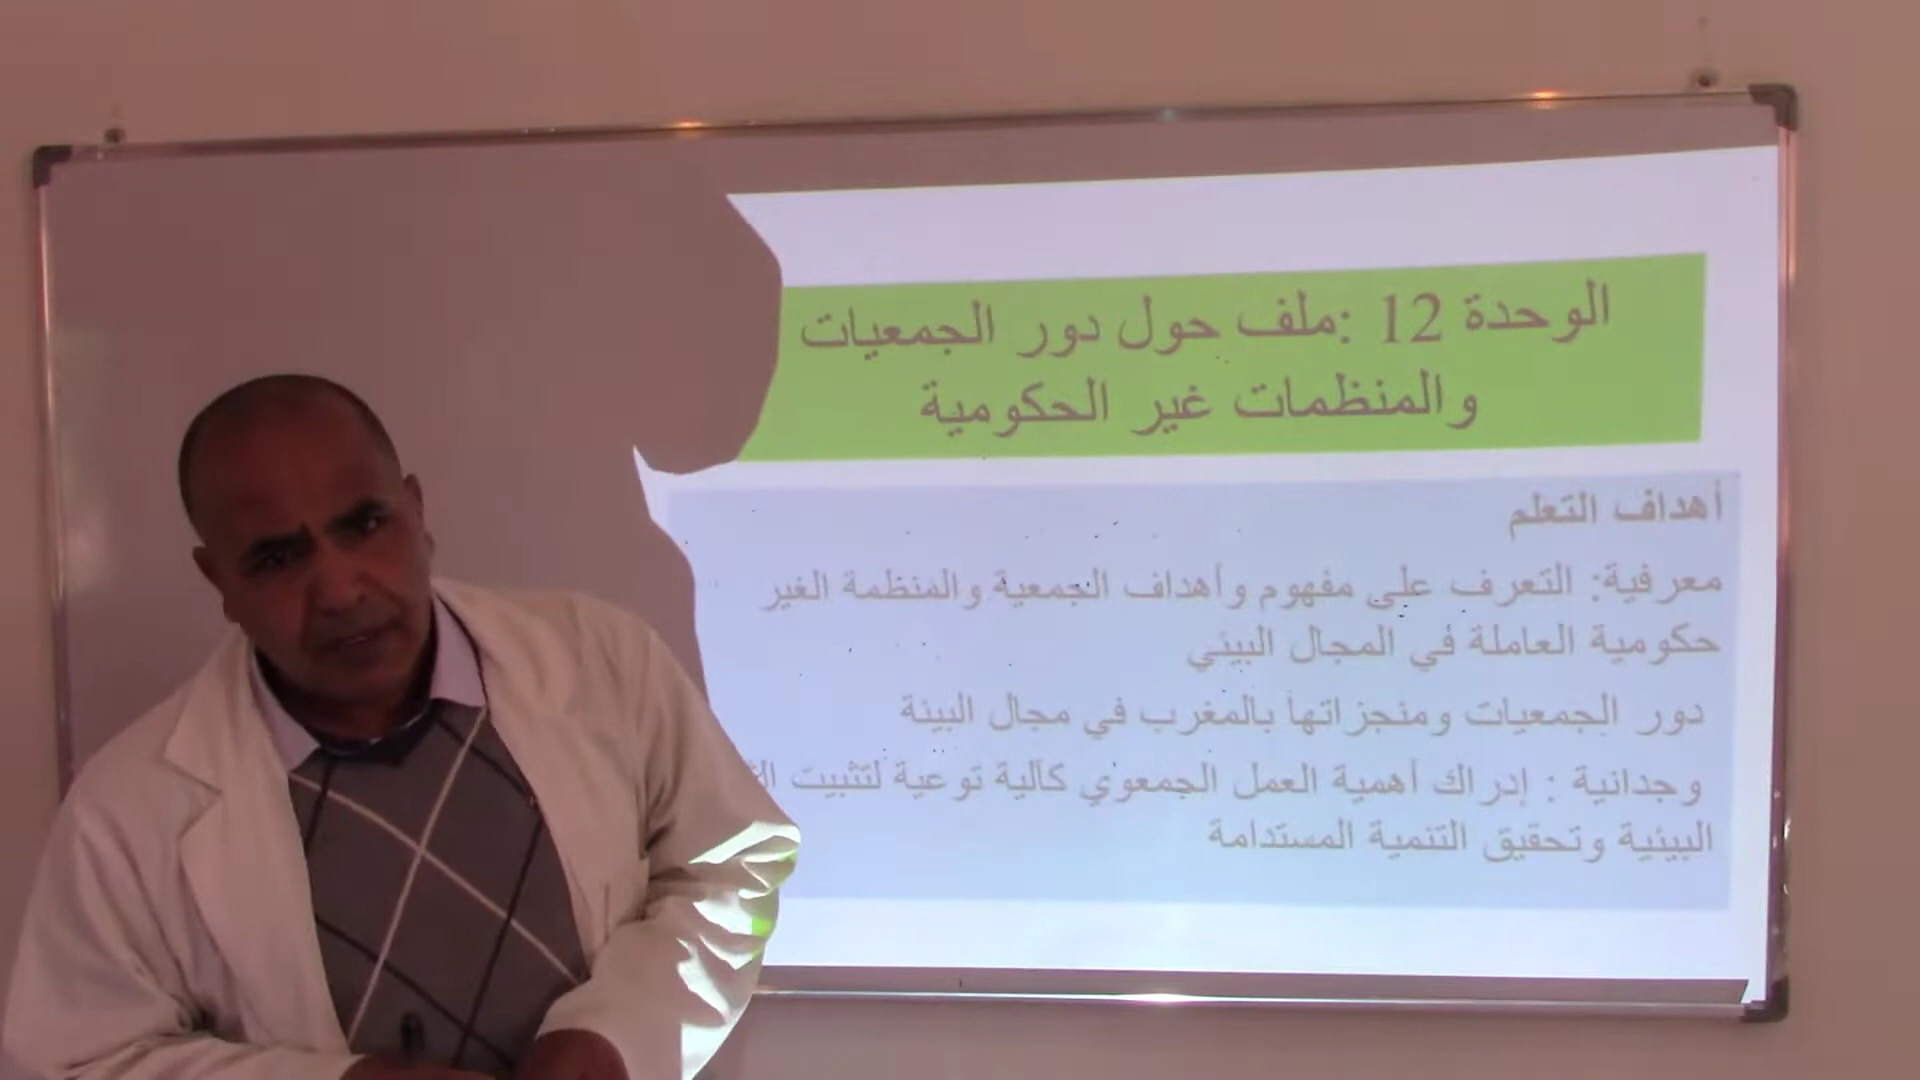 الوحدة 12 :ملف حول دور الجمعيات
والمنظمات غير الحكومية
أهداف التعلم
معرفية: التعرف على مفهوم وأهداف الجمعية والمنظمة الغير
حكومية العاملة في المجال البيئي
دور الجمعيات ومنجزاتها بالمغرب في مجال البيئة
وجدانية : إدراك أهمية العمل الجمعوي كآلية توعية لتثبيت
البيئية وتحقيق التنمية المستدامة